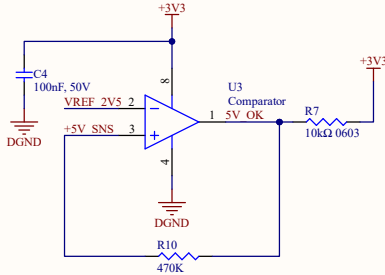 +3V3
C4
100nF, 50V
DGND
8
U3
Comparator
VREF_2V5 2
+5V_SNS 3
1 5V_OK
4
DGND
+3V3
R7
10kΩ 0603
R10
470K